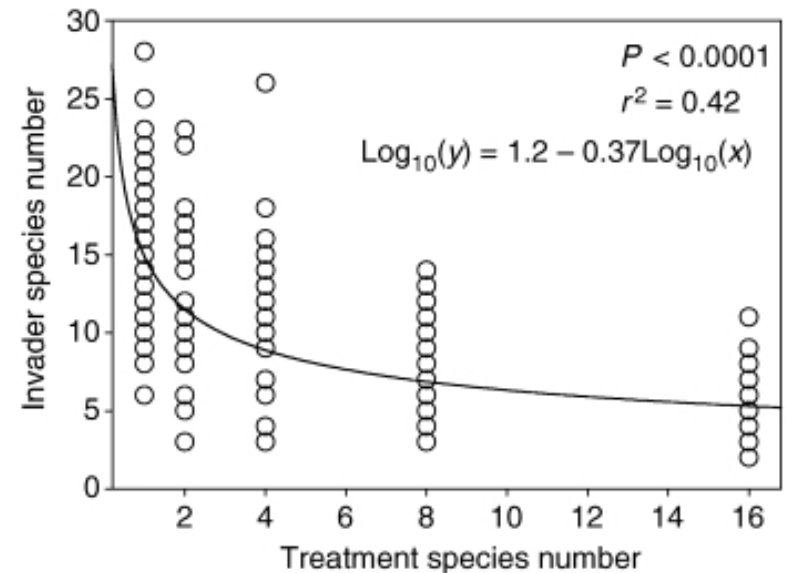 30
P < 0.0001
25
r² = 0.42
Log₁₀(y) = 1.2 – 0.37Log₁₀(x)
20
15
10
5
0
Invader species number
2 4 6 8 10 12 14 16
Treatment species number